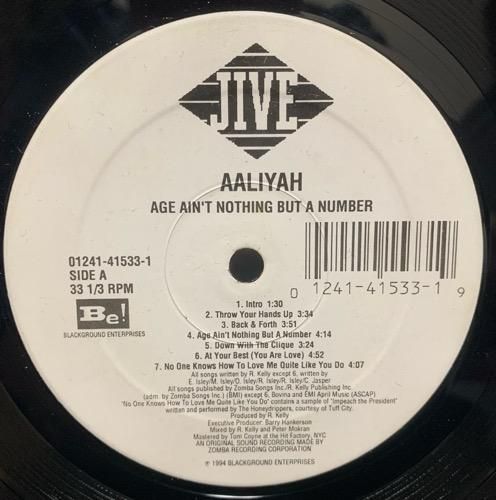 JIVE
AALIYAH
AGE AIN'T NOTHING BUT A NUMBER
01241-41533-1
SIDE A
33 1/3 RPM
0 1241-41533-1 9
Be!
BLACKGROUND ENTERPRISES
1. Intro 1:30
2. Throw Your Hands Up 3:34
3. Back & Forth 3:51
4. Age Ain't Nothing But A Number 4:14
5. Down With The Clique 3:24
6. At Your Best (You Are Love) 4:52
7. No One Knows How To Love Me Quite Like You Do 4:07
All songs written by R. Kelly except 6, written by
E. Isley/M. Isley/O. Isley/R. Isley/R. Isley/C. Jasper
All songs published by Zomba Songs Inc./R. Kelly Publishing Inc.
(adm. by Zomba Songs Inc.) (BMI) except 6, Bovina and EMI April Music (ASCAP)
"No One Knows How To Love Me Quite Like You Do" contains a sample of "Impeach the President"
written and performed by The Honeydrippers, courtesy of Tuff City.
Produced by R. Kelly
Executive Producer: Barry Hankerson
Mixed by R. Kelly and Peter Mokran
Mastered by Tom Coyne at the Hit Factory, NYC
AN ORIGINAL SOUND RECORDING MADE BY
ZOMBA RECORDING CORPORATION
℗ 1994 BLACKGROUND ENTERPRISES